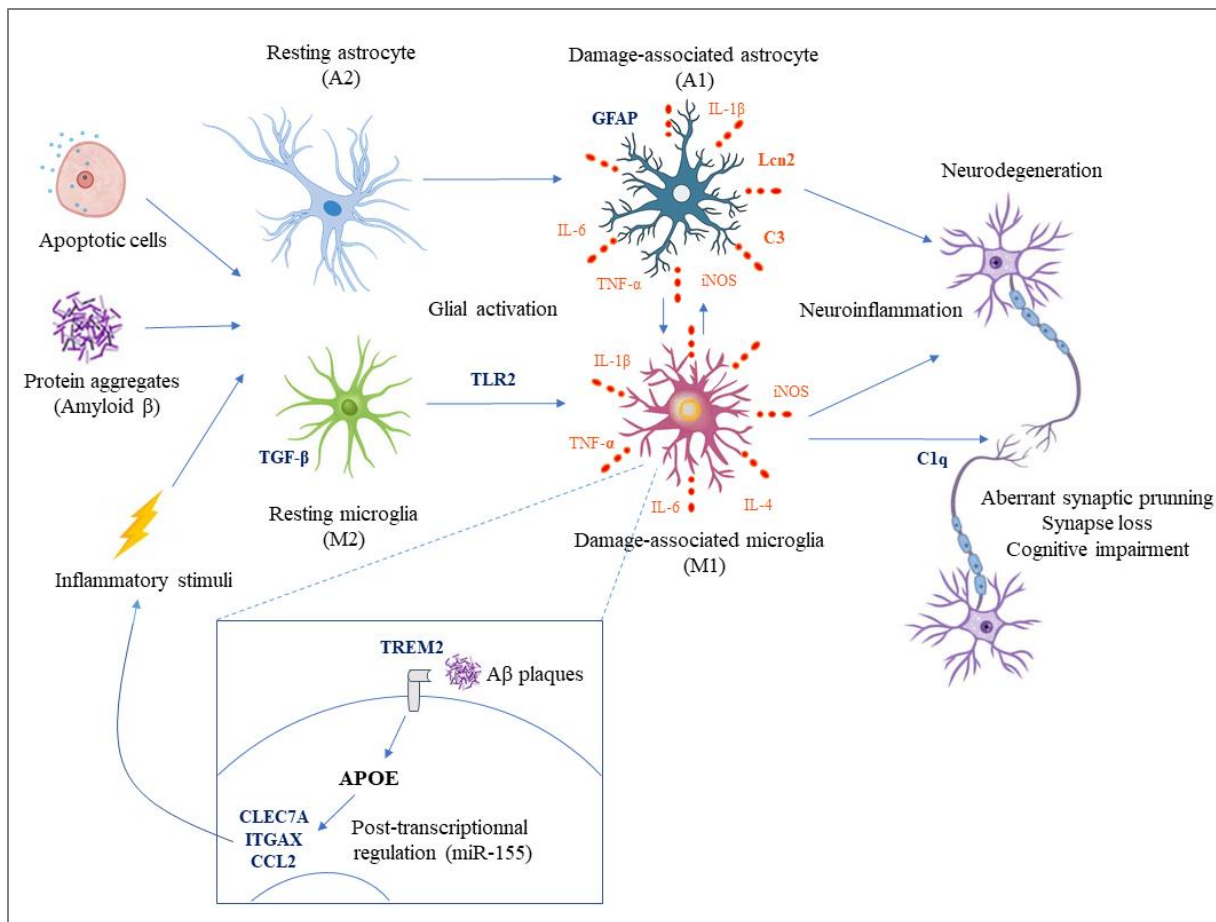 Resting astrocyte
(A2)
Damage-associated astrocyte
(A1)
GFAP
IL-1β
Lcn2
C3
IL-6
TNF-α
iNOS
Apoptotic cells
Protein aggregates
(Amyloid β)
Inflammatory stimuli
Glial activation
TLR2
TGF-β
Resting microglia
(M2)
IL-1β
iNOS
TNF-α
IL-6
IL-4
Damage-associated microglia
(M1)
Neurodegeneration
Neuroinflammation
C1q
Aberrant synaptic pruning
Synapse loss
Cognitive impairment
TREM2
Aβ plaques
APOE
CLEC7A
ITGAX
CCL2
Post-transcriptionnal
regulation (miR-155)